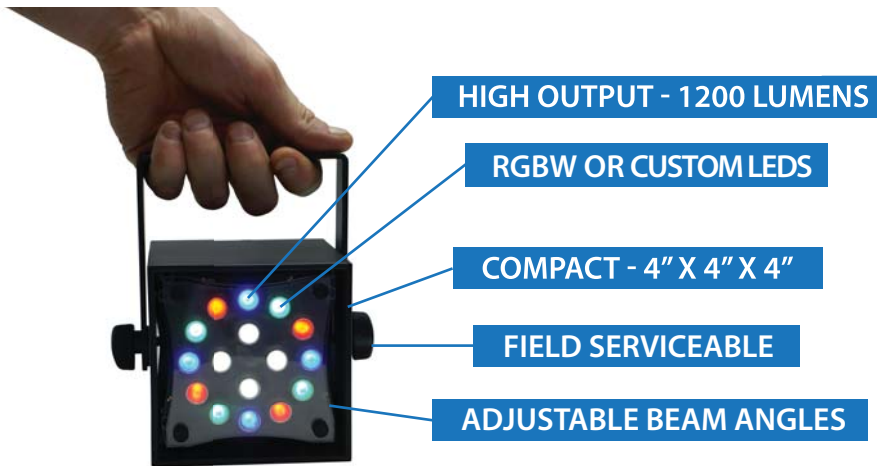 HIGH OUTPUT - 1200 LUMENS
RGBW OR CUSTOM LEDS
COMPACT - 4” X 4” X 4”
FIELD SERVICEABLE
ADJUSTABLE BEAM ANGLES